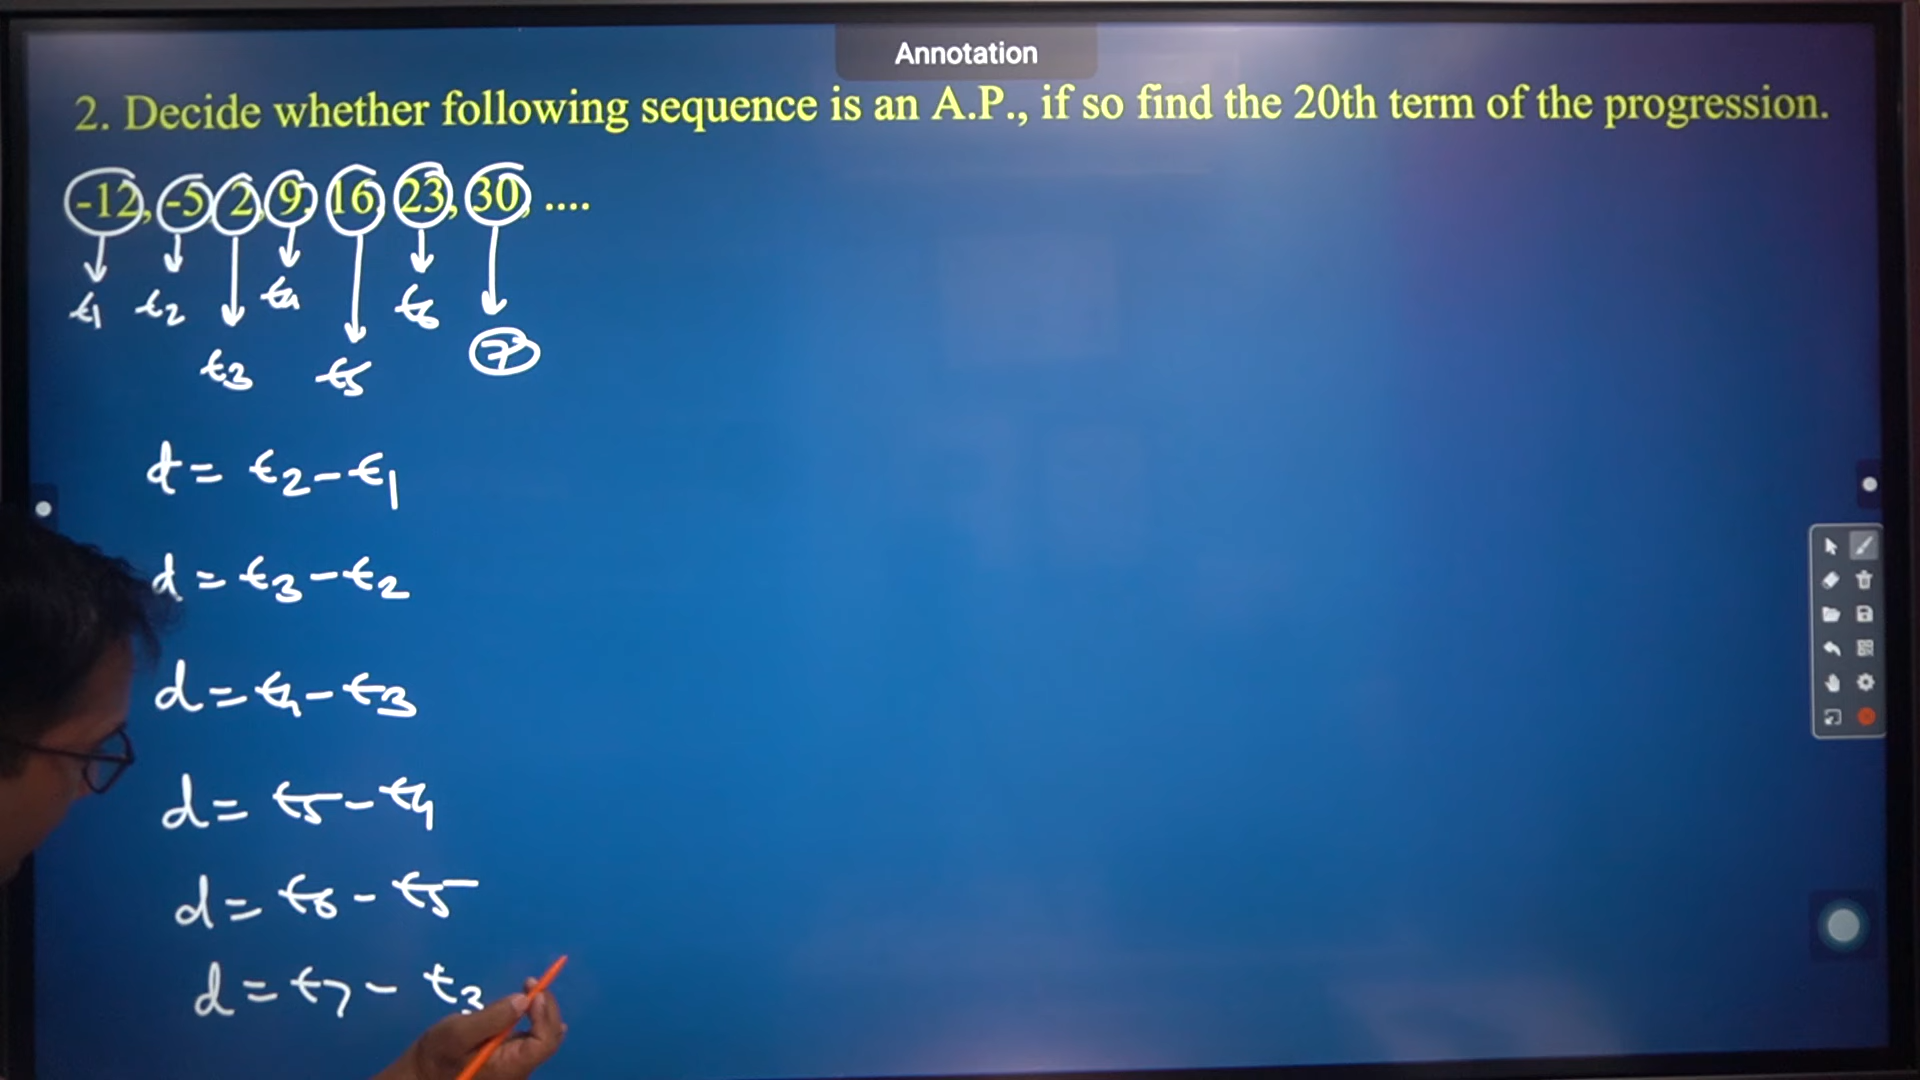 Annotation
2. Decide whether following sequence is an A.P., if so find the 20th term of the progression.
-12, -5, 2, 9, 16, 23, 30, ....
t1 t2 t3 t4 t5 t6 7
d = t2 - t1
d = t3 - t2
d = t4 - t3
d = t5 - t4
d = t6 - t5
d = t7 - t3